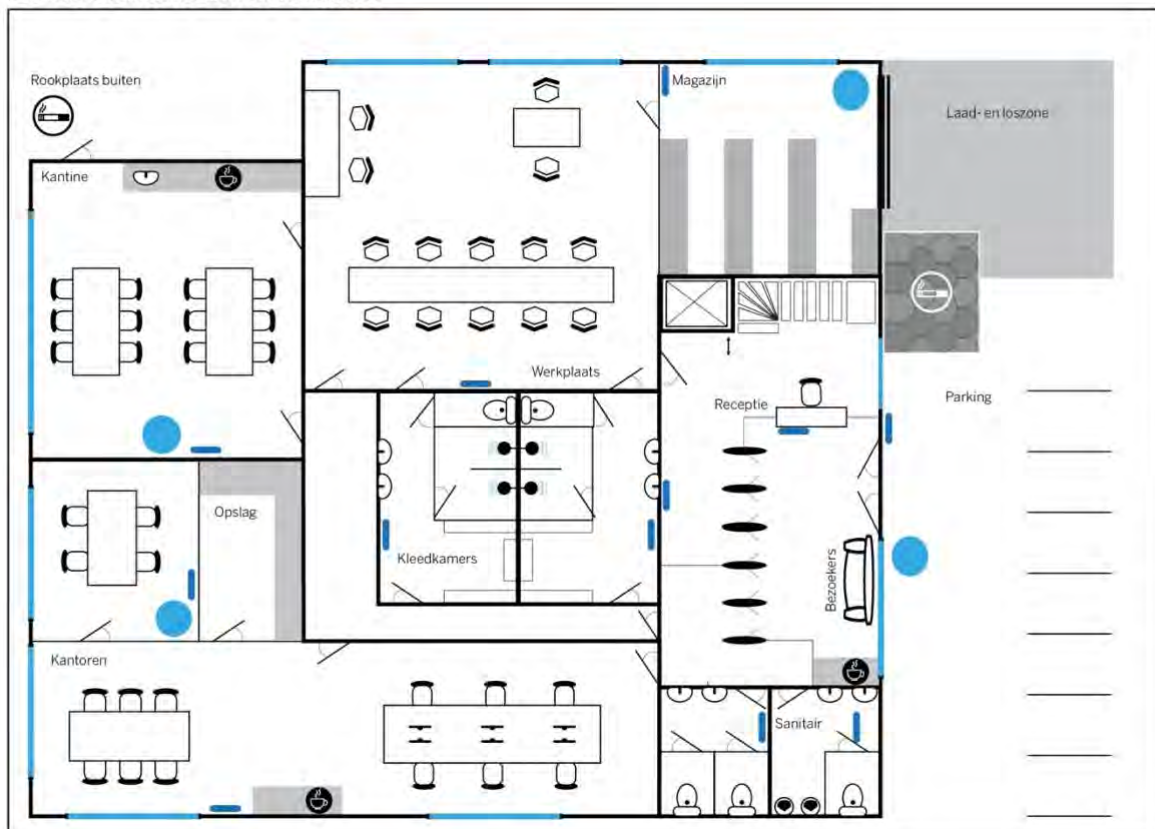 Rookplaats buiten
Magazijn
Laad- en loszone
Kantine
Werkplaats
Receptie
Parking
Opslag
Kleedkamers
Bezoekers
Kantoren
Sanitair